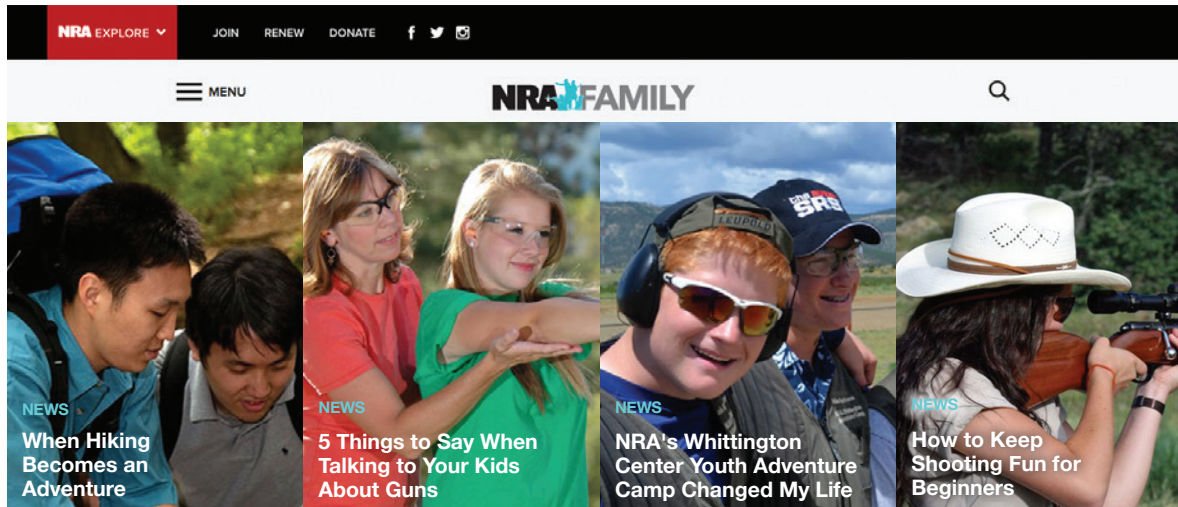 NRA EXPLORE
JOIN
RENEW
DONATE
MENU
NRA FAMILY
LEUPOLD
the
SRS
NEWS
When Hiking
Becomes an
Adventure
NEWS
5 Things to Say When
Talking to Your Kids
About Guns
NEWS
NRA's Whittington
Center Youth Adventure
Camp Changed My Life
NEWS
How to Keep
Shooting Fun for
Beginners